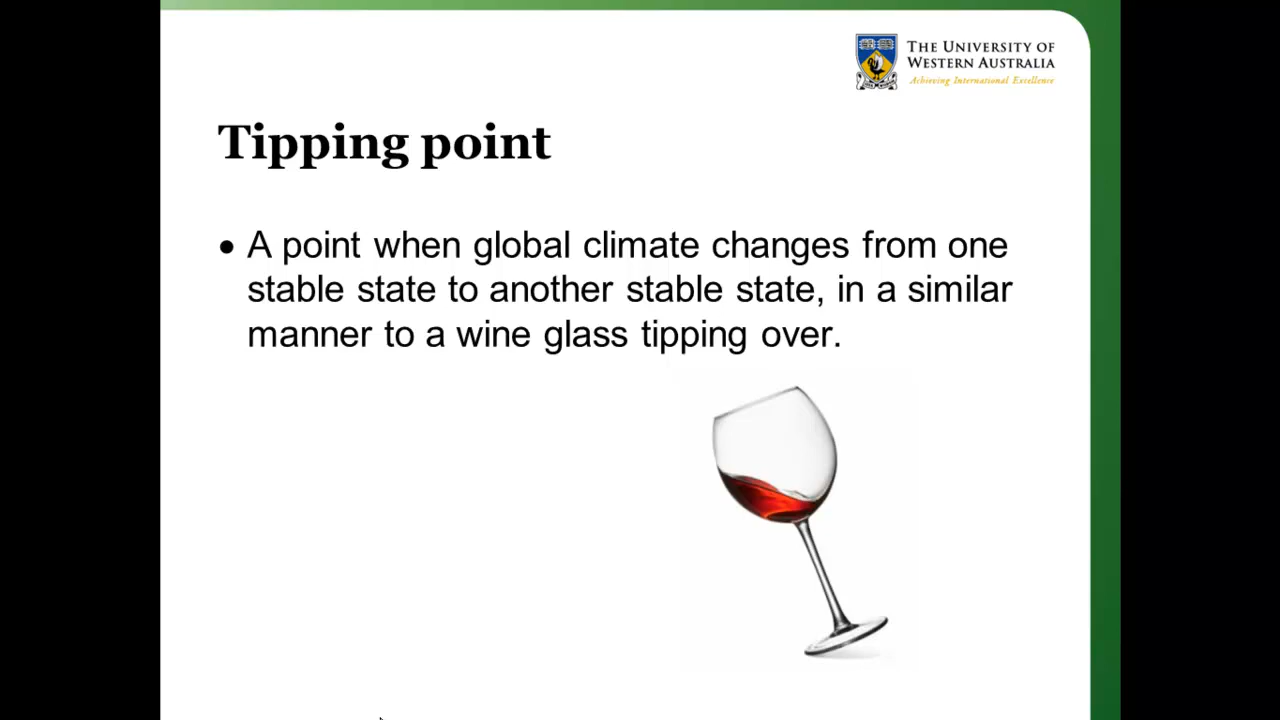 THE UNIVERSITY OF
WESTERN AUSTRALIA
Achieving International Excellence
Tipping point
• A point when global climate changes from one
stable state to another stable state, in a similar
manner to a wine glass tipping over.